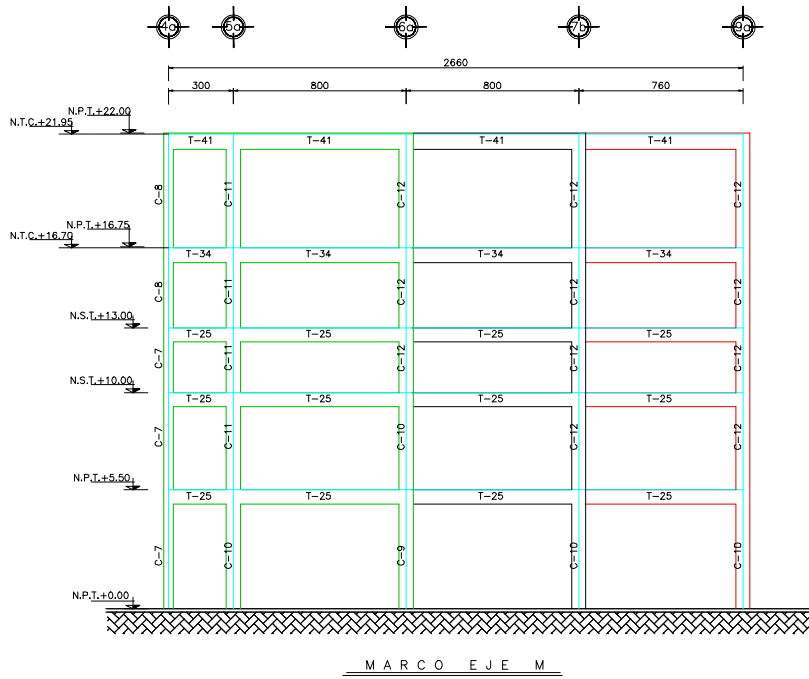 4a 5a 6a 7b 9a
2660
300 800 800 760
N.P.T.+22.00
N.T.C.+21.95
T-41 T-41 T-41 T-41
C-8 C-11 C-12 C-12 C-12
N.P.T.+16.75
N.T.C.+16.70
T-34 T-34 T-34 T-34
C-8 C-11 C-12 C-12 C-12
N.S.T.+13.00
T-25 T-25 T-25 T-25
C-7 C-11 C-12 C-12 C-12
N.S.T.+10.00
T-25 T-25 T-25 T-25
C-7 C-11 C-10 C-12 C-12
N.P.T.+5.50
T-25 T-25 T-25 T-25
C-7 C-10 C-9 C-10 C-10
N.P.T.+0.00
MARCO EJE M